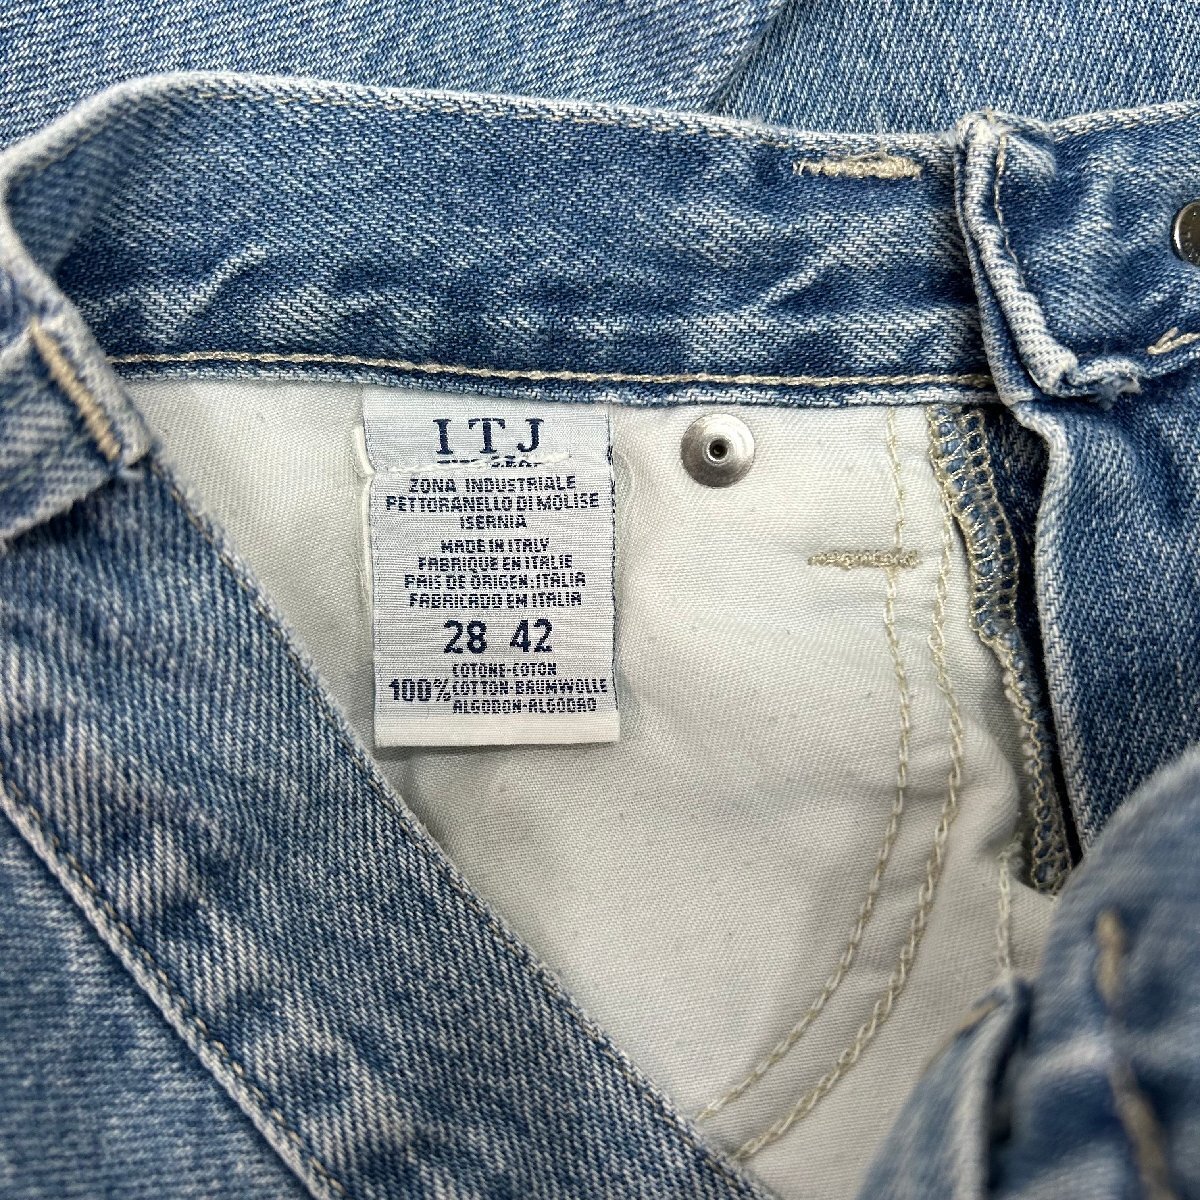 ITJ
ZONA INDUSTRIALE
PETTORANELLO DI MOLISE
ISERNIA
MADE IN ITALY
FABRIQUE EN ITALIE
PAIS DE ORIGEN: ITALIA
FABRICADO EM ITALIA
28 42
COTONE-COTON
100% COTTON-BAUMWOLLE
ALGODON-ALGODRO